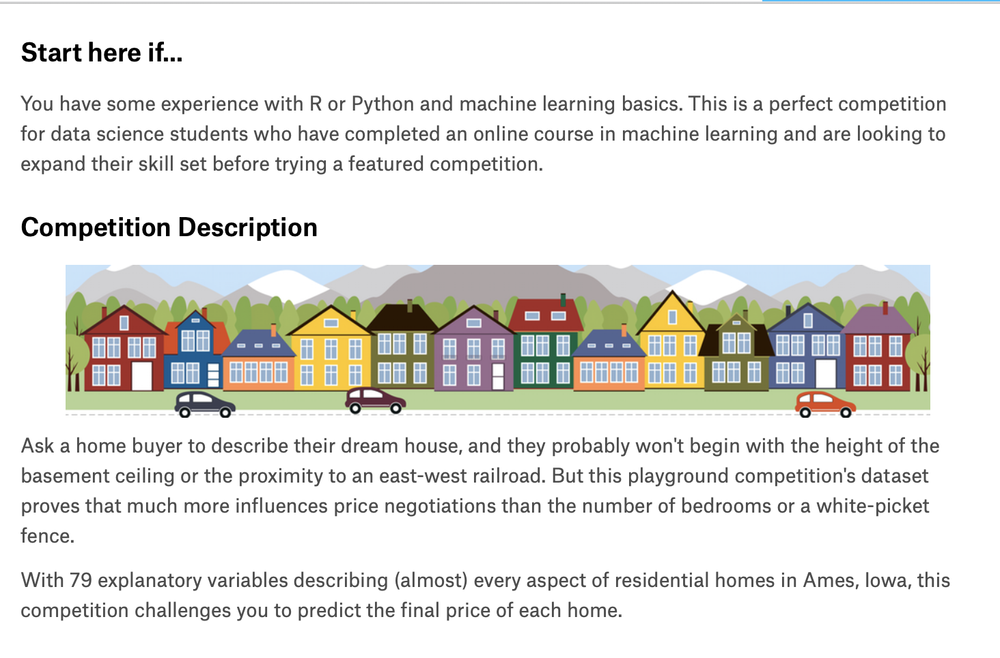 Start here if...
You have some experience with R or Python and machine learning basics. This is a perfect competition
for data science students who have completed an online course in machine learning and are looking to
expand their skill set before trying a featured competition.
Competition Description
Ask a home buyer to describe their dream house, and they probably won't begin with the height of the
basement ceiling or the proximity to an east-west railroad. But this playground competition's dataset
proves that much more influences price negotiations than the number of bedrooms or a white-picket
fence.
With 79 explanatory variables describing (almost) every aspect of residential homes in Ames, Iowa, this
competition challenges you to predict the final price of each home.